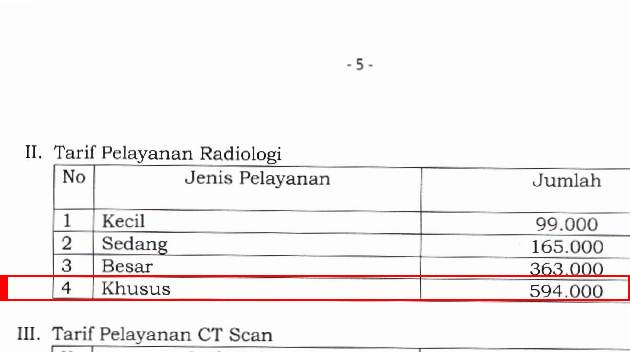 - 5 -
II. Tarif Pelayanan Radiologi
No Jenis Pelayanan Jumlah
1 Kecil 99.000
2 Sedang 165.000
3 Besar 363.000
4 Khusus 594.000
III. Tarif Pelayanan CT Scan